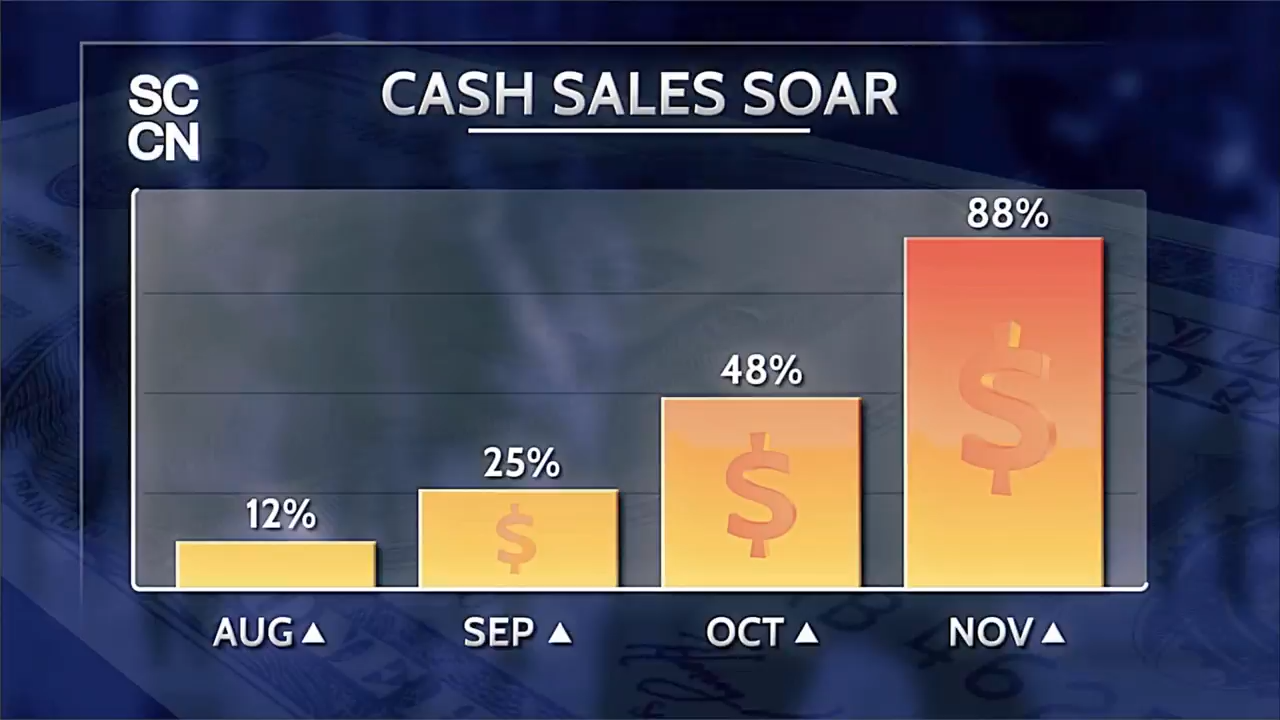 SC
CN
CASH SALES SOAR
88%
48%
25%
12%
$
$
$
AUG▲
SEP ▲
OCT ▲
NOV▲